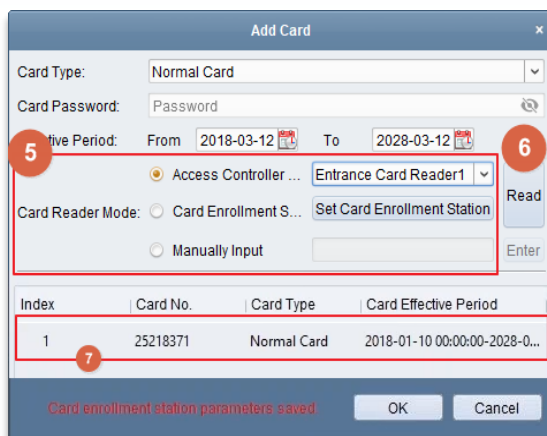 Add Card ×
Card Type: Normal Card
Card Password: Password
5 ctive Period: From 2018-03-12 To 2028-03-12 6
Access Controller ... Entrance Card Reader1
Read
Card Reader Mode: Card Enrollment S... Set Card Enrollment Station
Manually Input Enter
Index Card No. Card Type Card Effective Period
1 25218371 Normal Card 2018-01-10 00:00:00-2028-0...
7
Card enrollment station parameters saved OK Cancel